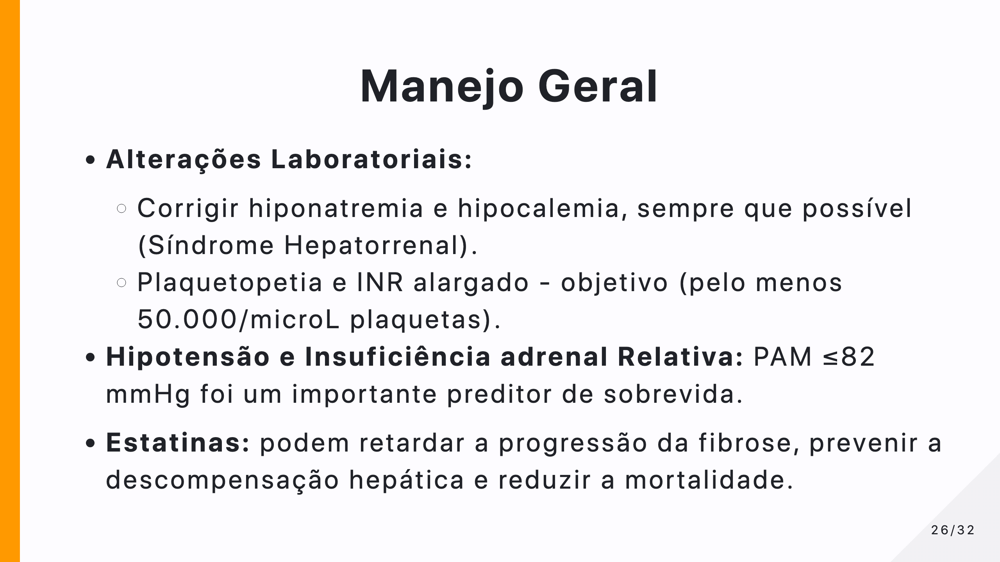 Manejo Geral
• Alterações Laboratoriais:
○ Corrigir hiponatremia e hipocalemia, sempre que possível
(Síndrome Hepatorrenal).
○ Plaquetopetia e INR alargado - objetivo (pelo menos
50.000/microL plaquetas).
• Hipotensão e Insuficiência adrenal Relativa: PAM ≤82
mmHg foi um importante preditor de sobrevida.
• Estatinas: podem retardar a progressão da fibrose, prevenir a
descompensação hepática e reduzir a mortalidade.
26/32